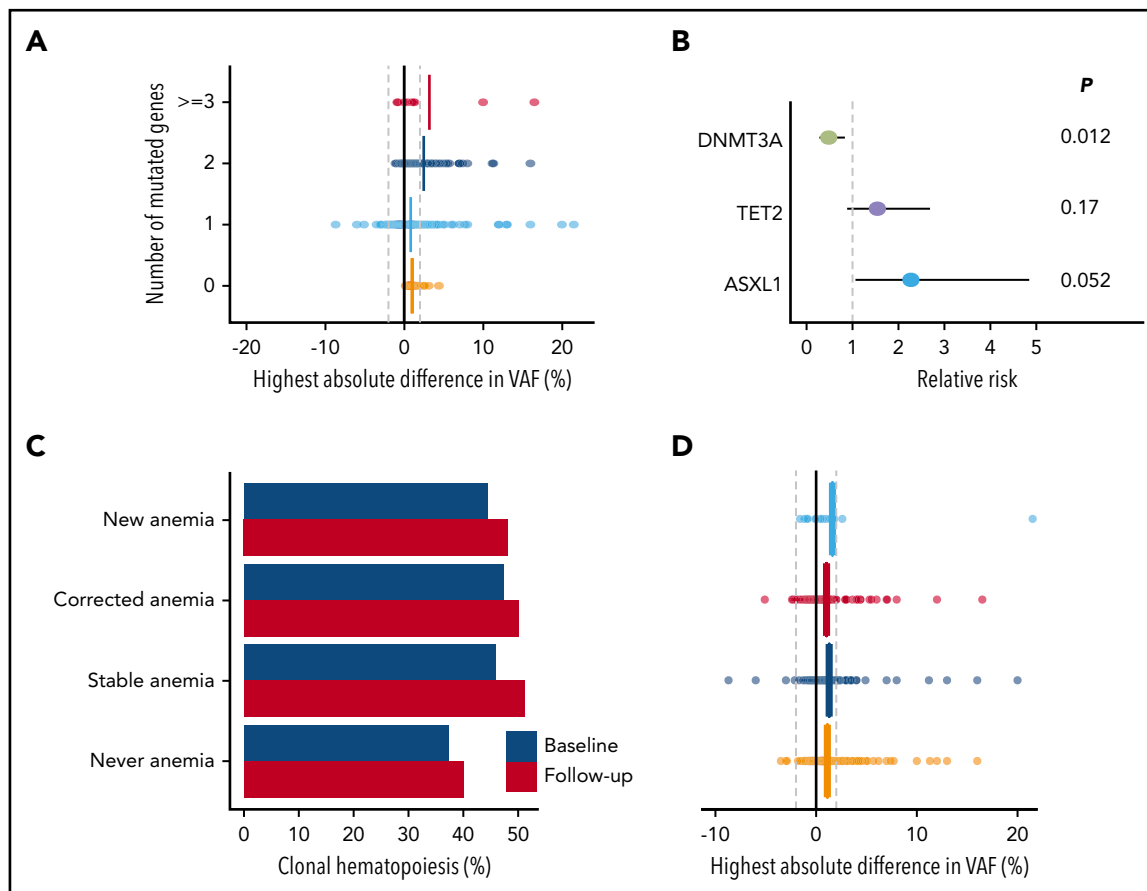 A
Number of mutated genes
>=3
2
1
0
-20 -10 0 10 20
Highest absolute difference in VAF (%)
B
P
DNMT3A 0.012
TET2 0.17
ASXL1 0.052
0 1 2 3 4 5
Relative risk
C
New anemia
Corrected anemia
Stable anemia
Never anemia
Baseline
Follow-up
0 10 20 30 40 50
Clonal hematopoiesis (%)
D
-10 0 10 20
Highest absolute difference in VAF (%)